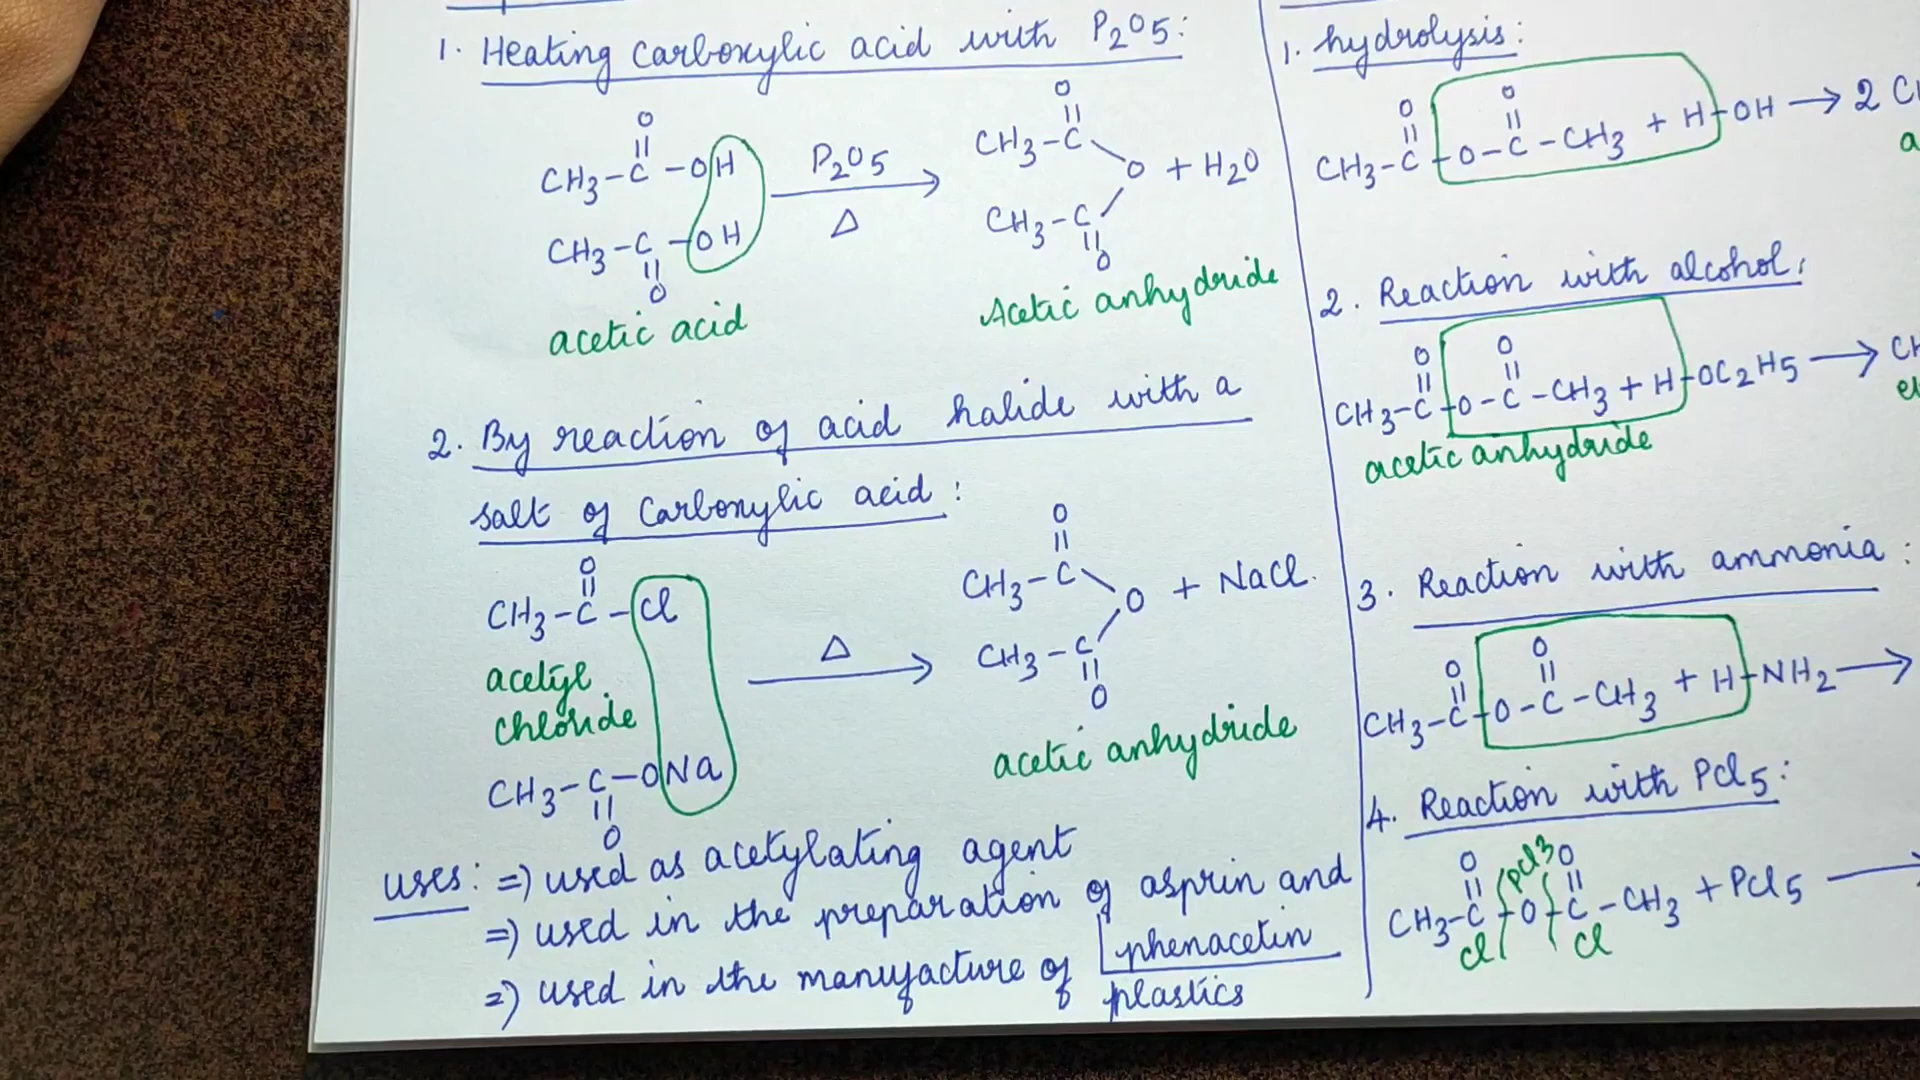 1. Heating carboxylic acid with P2O5:
O
||
CH3-C-OH
CH3-C-OH
||
O
P2O5
Δ
O
||
CH3-C
O + H2O
CH3-C
||
O
acetic acid
Acetic anhydride
2. By reaction of acid halide with a
salt of carboxylic acid:
O
||
CH3-C-Cl
acetyl
chloride
CH3-C-ONa
||
O
Δ
O
||
CH3-C
O + NaCl.
CH3-C
||
O
acetic anhydride
uses: => used as acetylating agent
=> used in the preparation of asprin and
phenacetin
=> used in the manufacture of plastics
1. hydrolysis:
O O
|| ||
CH3-C-O-C-CH3 + H-OH → 2
2. Reaction with alcohol:
O O
|| ||
CH3-C-O-C-CH3 + H-OC2H5 →
acetic anhydride
3. Reaction with ammonia:
O O
|| ||
CH3-C-O-C-CH3 + H-NH2 →
4. Reaction with PCl5:
O PCl3 O
|| ||
CH3-C-O-C-CH3 + PCl5 →
Cl Cl